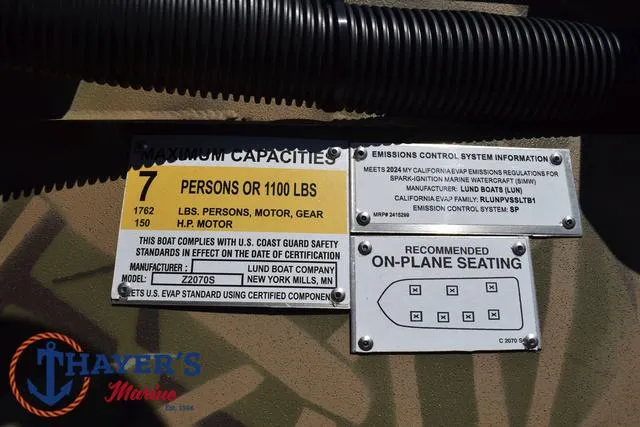 MAXIMUM CAPACITIES
7 PERSONS OR 1100 LBS
1762 LBS. PERSONS, MOTOR, GEAR
150 H.P. MOTOR
THIS BOAT COMPLIES WITH U.S. COAST GUARD SAFETY
STANDARDS IN EFFECT ON THE DATE OF CERTIFICATION
MANUFACTURER : LUND BOAT COMPANY
MODEL: Z2070S NEW YORK MILLS, MN
MEETS U.S. EVAP STANDARD USING CERTIFIED COMPONENTS
EMISSIONS CONTROL SYSTEM INFORMATION
MEETS 2024 MY CALIFORNIA EVAP EMISSIONS REGULATIONS FOR
SPARK-IGNITION MARINE WATERCRAFT (SIMW)
MANUFACTURER: LUND BOATS (LUN)
CALIFORNIA EVAP FAMILY: RLUNPVSSLTB1
EMISSION CONTROL SYSTEM: SP
MRP# 2415299
RECOMMENDED
ON-PLANE SEATING
C 2070
THAYER'S
Marine
Est. 1964